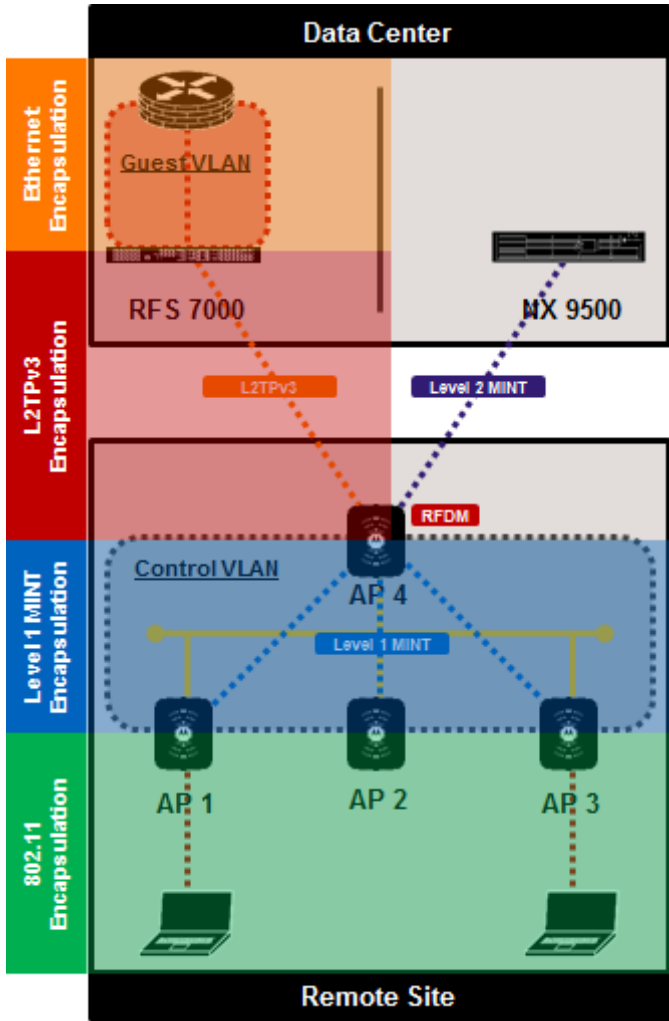 Data Center
Ethernet
Encapsulation
Guest VLAN
RFS 7000
NX 9500
L2TPv3
Encapsulation
L2TPv3
Level 2 MINT
RFDM
Level 1 MINT
Encapsulation
Control VLAN
AP 4
Level 1 MINT
AP 1
AP 2
AP 3
802.11
Encapsulation
Remote Site